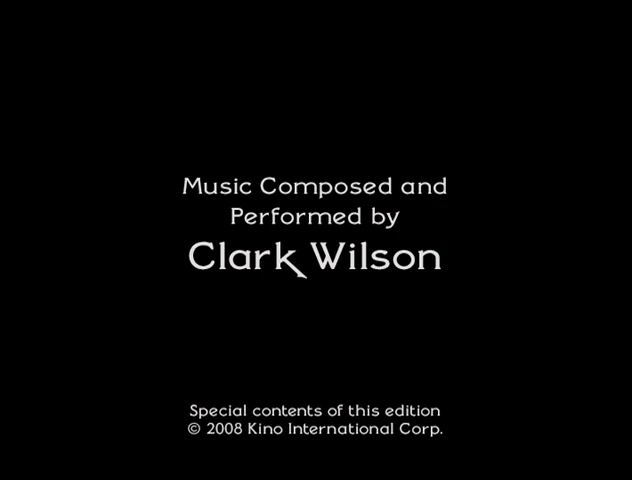 Music Composed and
Performed by
Clark Wilson
Special contents of this edition
© 2008 Kino International Corp.